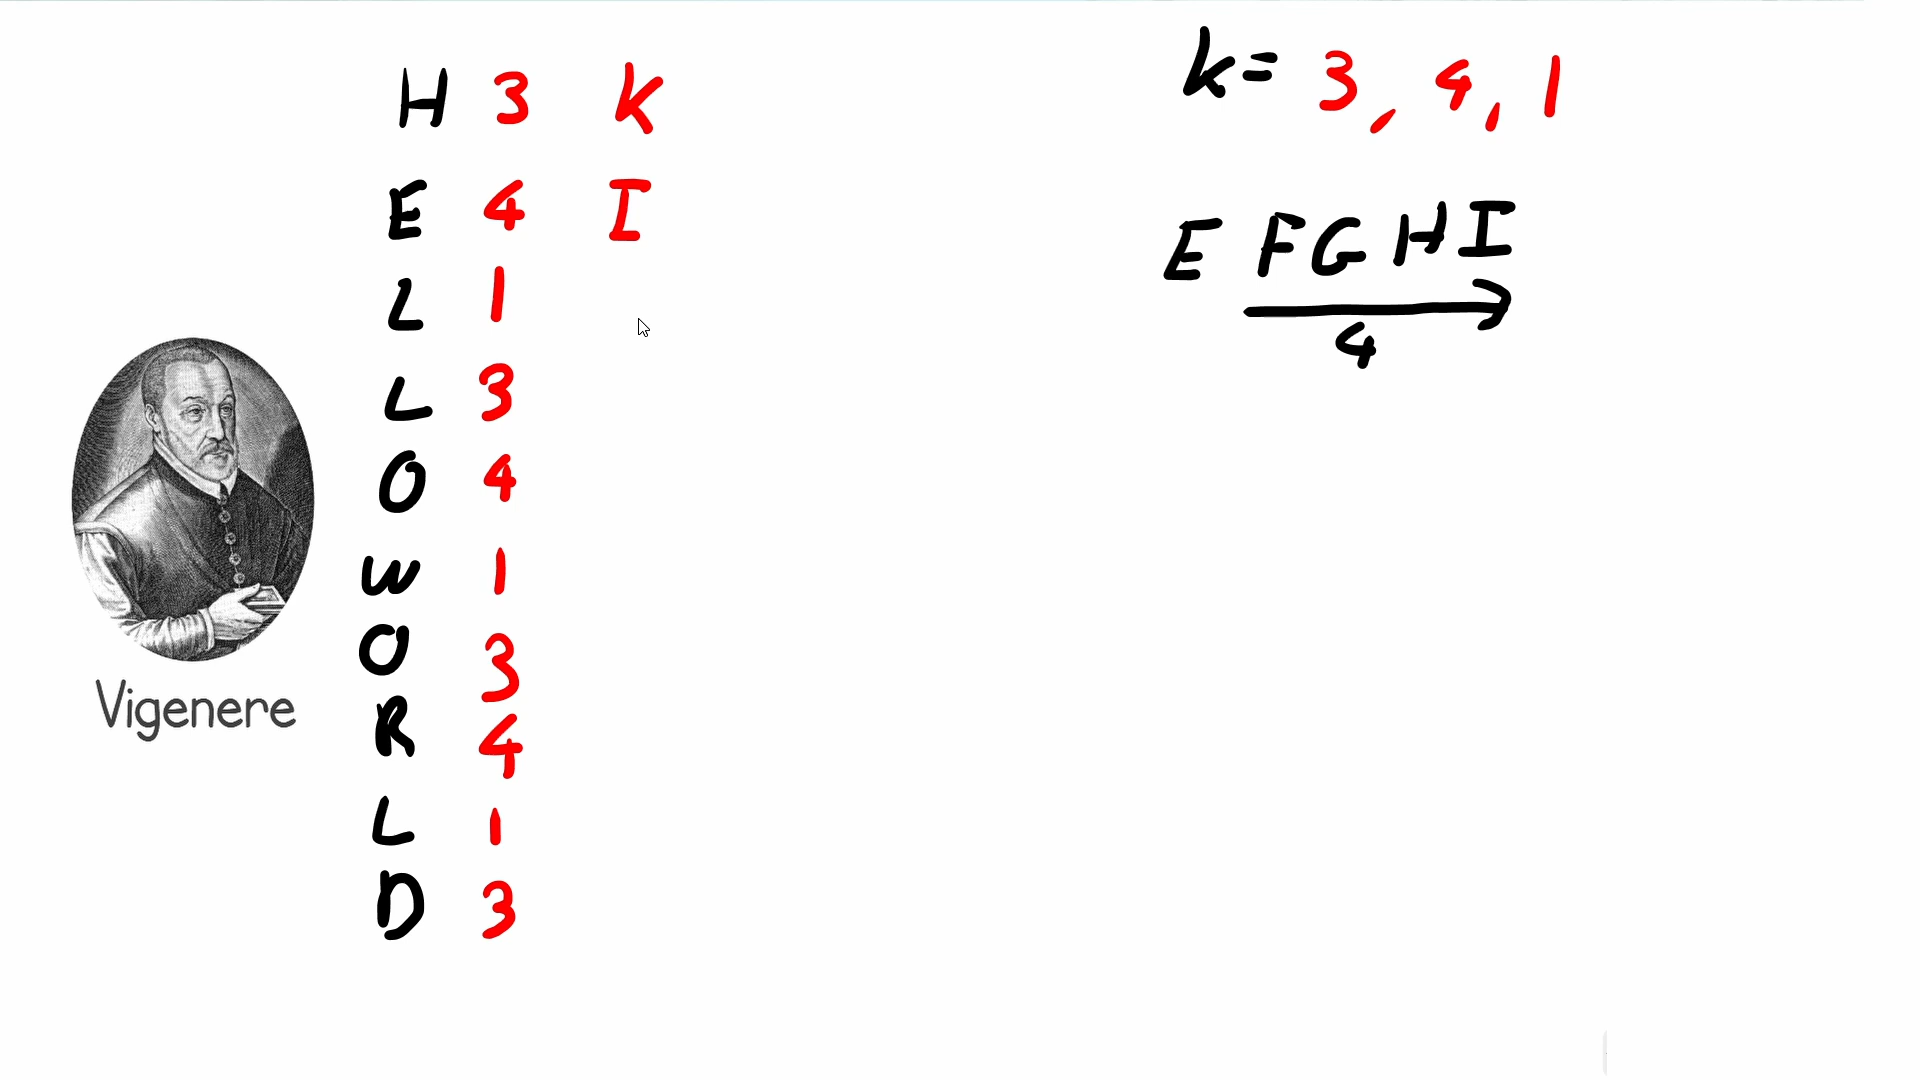 k= 3, 4, 1
H 3 K
E 4 I
E F G H I
4
L 1
L 3
O 4
W 1
O 3
R 4
L 1
D 3
Vigenere